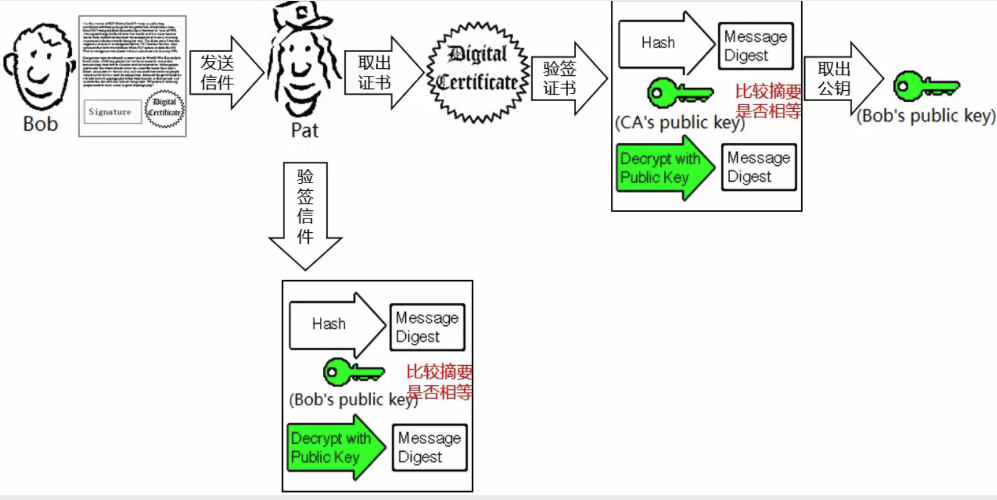 Signature
Digital
Certificate
Bob
发送
信件
Pat
取出
证书
Digital
Certificate
验签
证书
Hash
Message
Digest
比较摘要
是否相等
(CA's public key)
Decrypt with
Public Key
Message
Digest
取出
公钥
(Bob's public key)
验
签
信
件
Hash
Message
Digest
比较摘要
是否相等
(Bob's public key)
Decrypt with
Public Key
Message
Digest